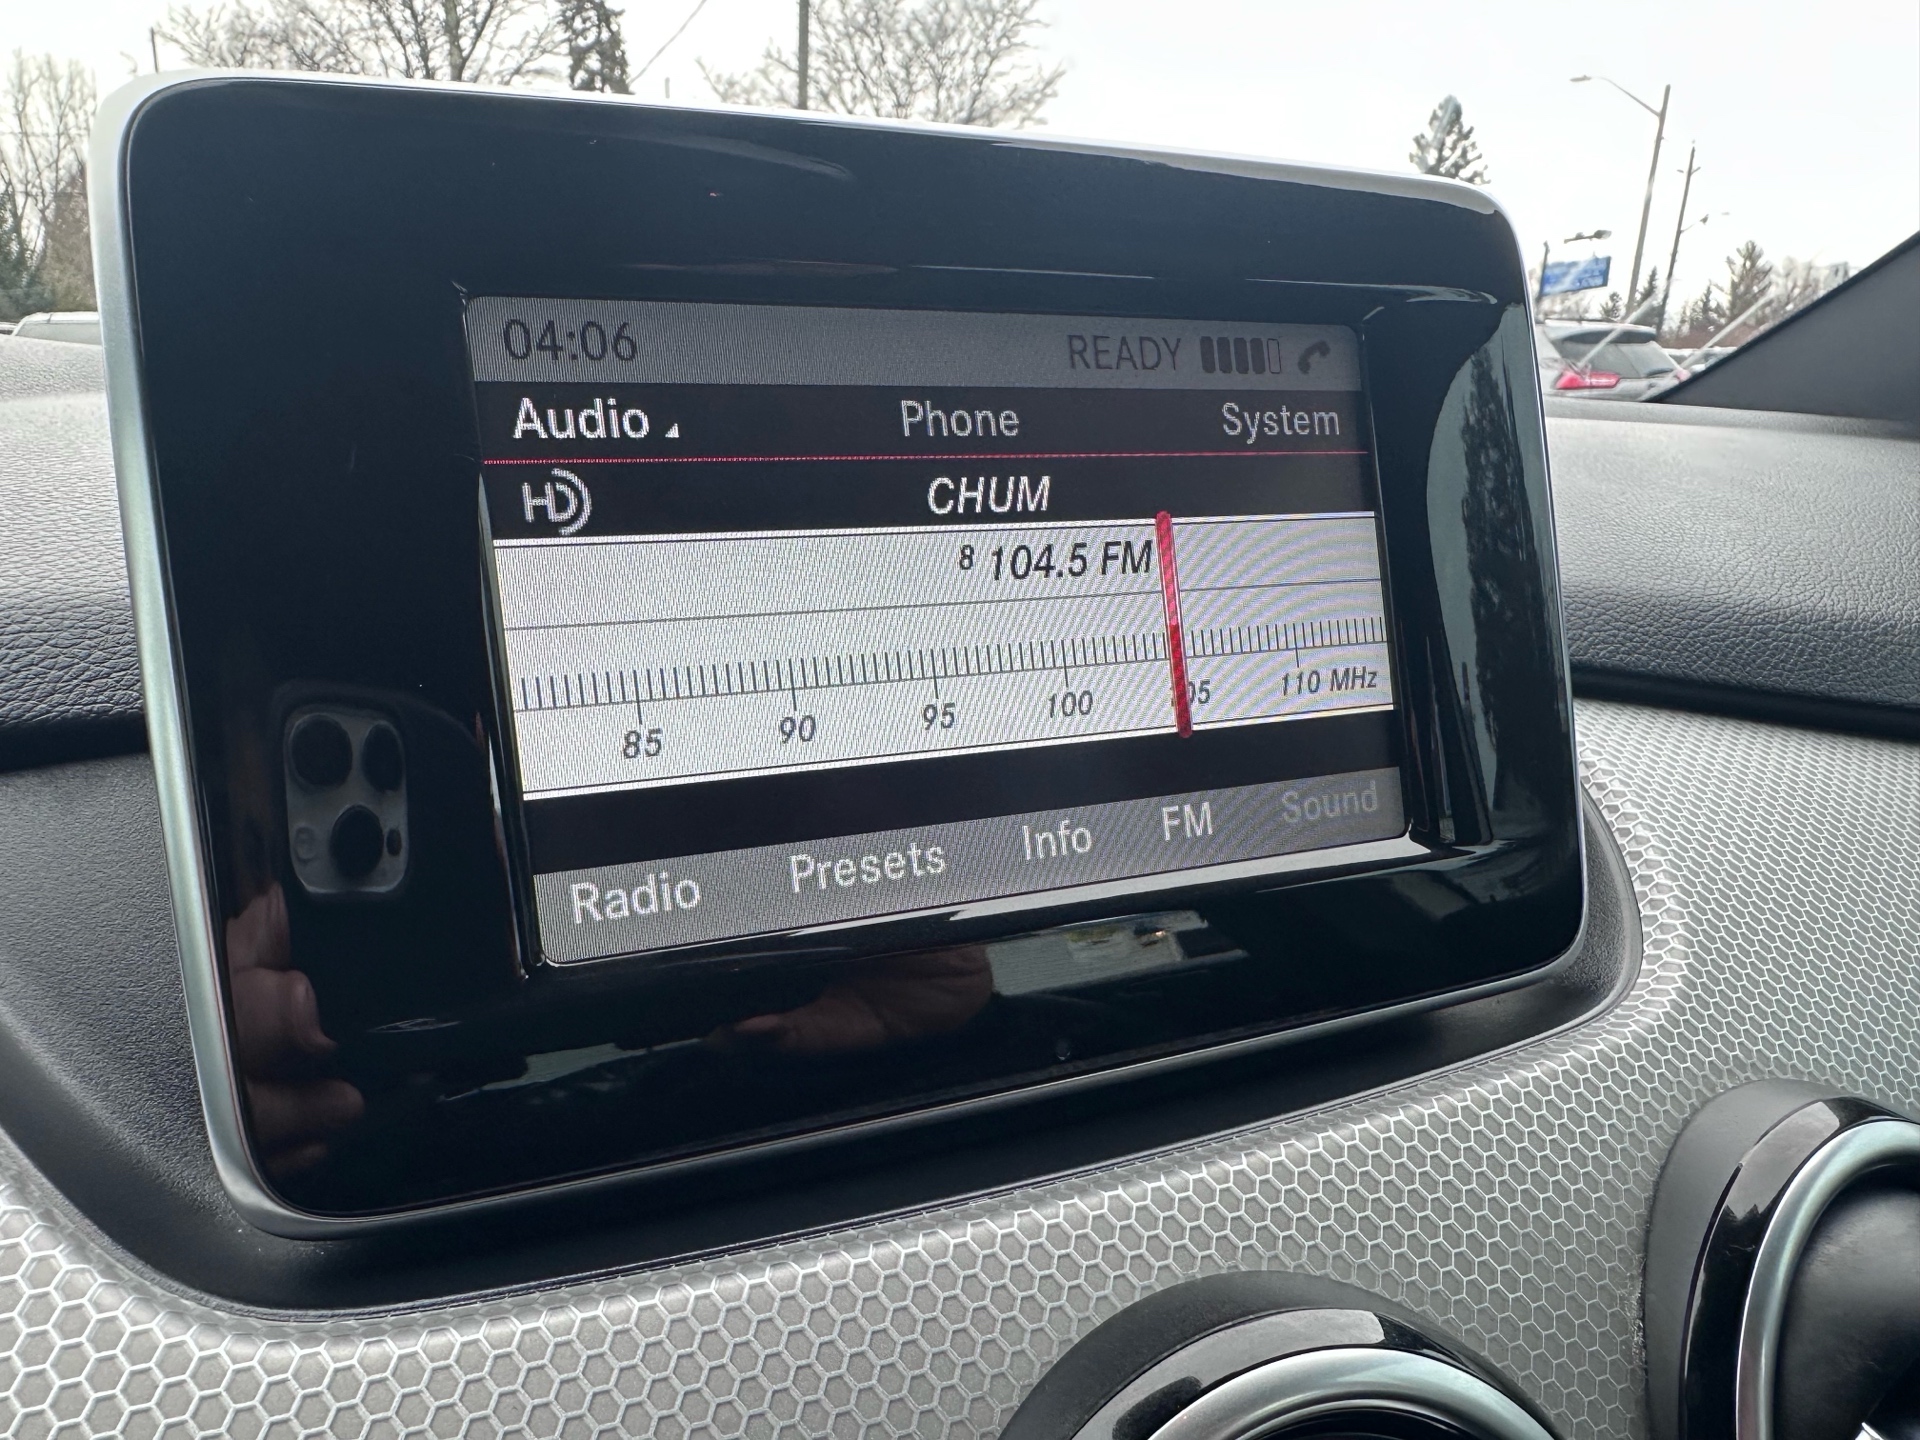 04:06 READY
Audio Phone System
HD CHUM
8 104.5 FM
85 90 95 100 105 110 MHz
Radio Presets Info FM Sound